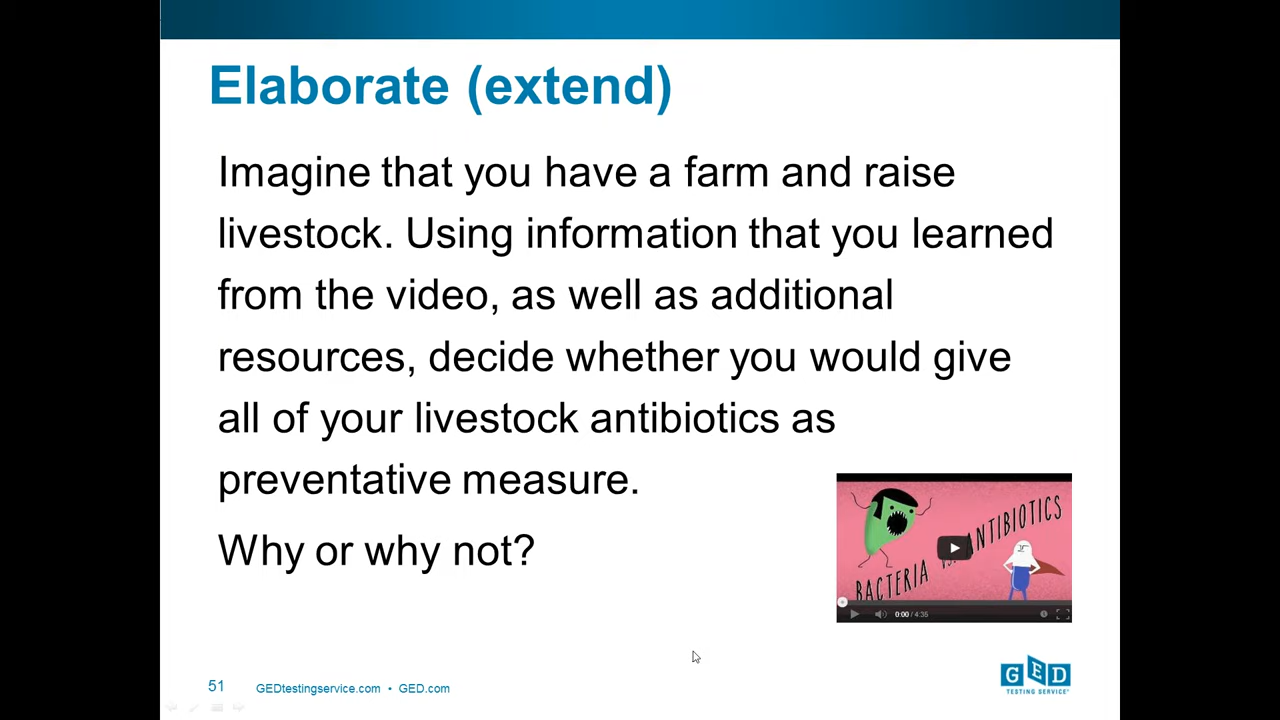 Elaborate (extend)
Imagine that you have a farm and raise
livestock. Using information that you learned
from the video, as well as additional
resources, decide whether you would give
all of your livestock antibiotics as
preventative measure.
Why or why not?
BACTERIA vs. ANTIBIOTICS
0:00 / 4:35
51 GEDtestingservice.com • GED.com
GED
TESTING SERVICE